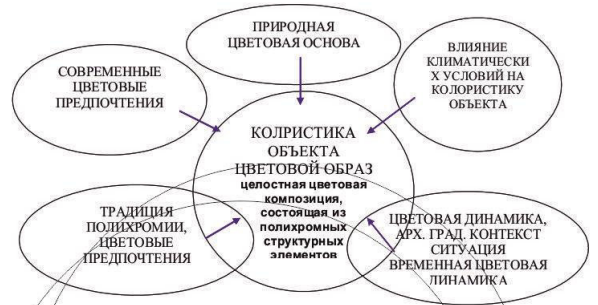 ПРИРОДНАЯ
ЦВЕТОВАЯ ОСНОВА
СОВРЕМЕННЫЕ
ЦВЕТОВЫЕ
ПРЕДПОЧТЕНИЯ
ВЛИЯНИЕ
КЛИМАТИЧЕСКИ
Х УСЛОВИЙ НА
КОЛОРИСТИКУ
ОБЪЕКТА
КОЛРИСТИКА
ОБЪЕКТА
ЦВЕТОВОЙ ОБРАЗ
целостная цветовая
композиция,
состоящая из
полихромных
структурных
элементов
ТРАДИЦИЯ
ПОЛИХРОМИИ,
ЦВЕТОВЫЕ
ПРЕДПОЧТЕНИЯ
ЦВЕТОВАЯ ДИНАМИКА,
АРХ. ГРАД. КОНТЕКСТ
СИТУАЦИЯ
ВРЕМЕННАЯ ЦВЕТОВАЯ
ДИНАМИКА